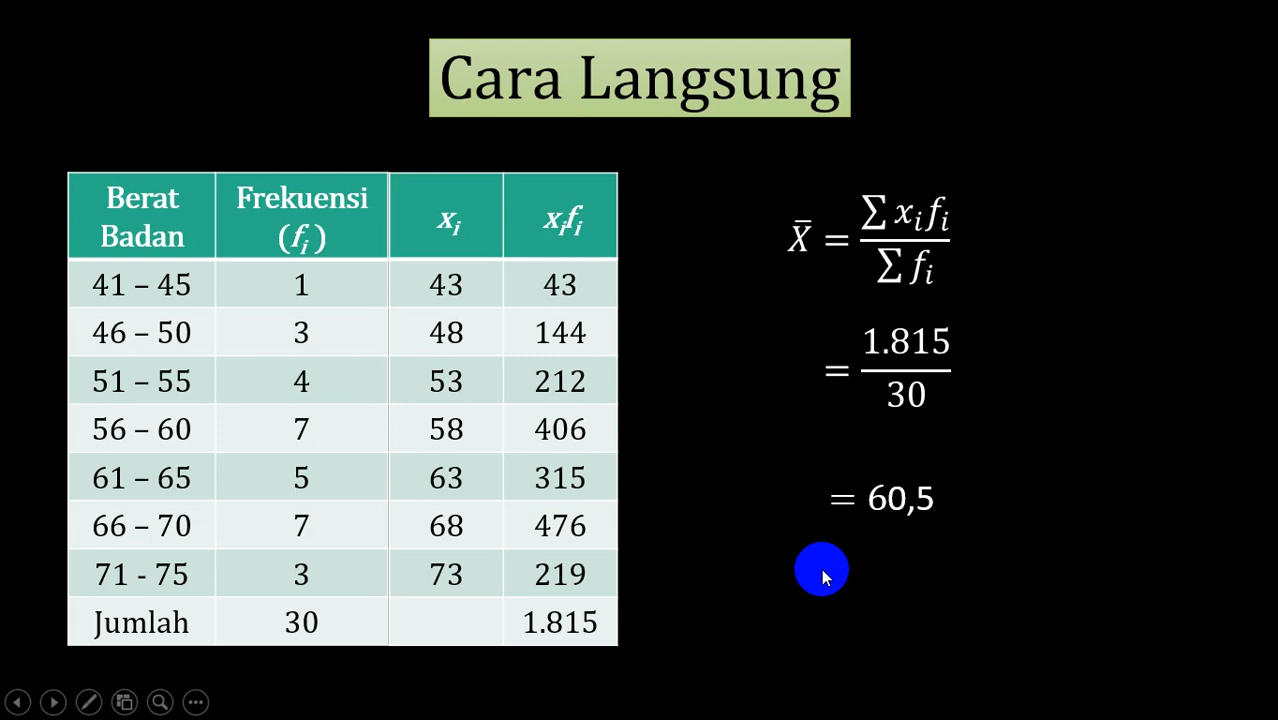 Cara Langsung
Berat Badan Frekuensi (fᵢ) xᵢ xᵢfᵢ
41 – 45 1 43 43
46 – 50 3 48 144
51 – 55 4 53 212
56 – 60 7 58 406
61 – 65 5 63 315
66 – 70 7 68 476
71 - 75 3 73 219
Jumlah 30 1.815
X̄ = ∑ xᵢfᵢ / ∑ fᵢ
= 1.815 / 30
= 60,5